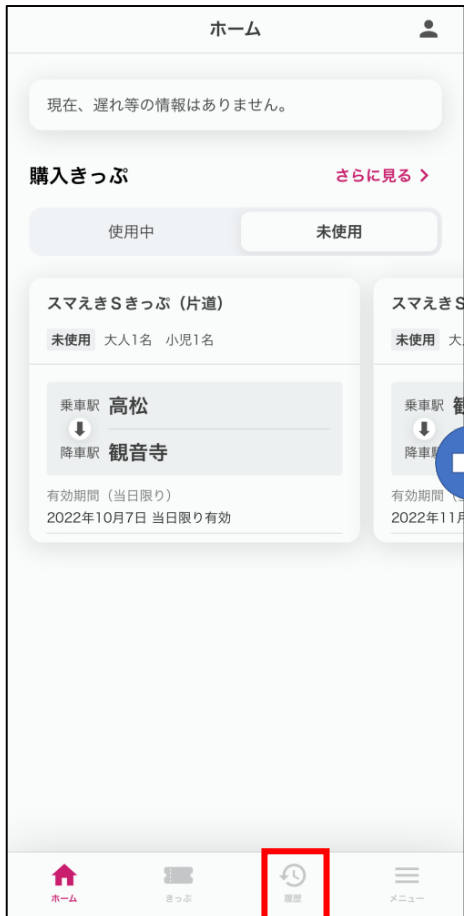 ホーム
現在、遅れ等の情報はありません。
購入きっぷ
さらに見る
使用中
未使用
スマえきSきっぷ（片道）
未使用 大人1名 小児1名
乗車駅 高松
降車駅 観音寺
有効期間（当日限り）
2022年10月7日 当日限り有効
スマえきS
未使用
乗車駅
有効期間
2022年11月
ホーム
きっぷ
履歴
メニュー